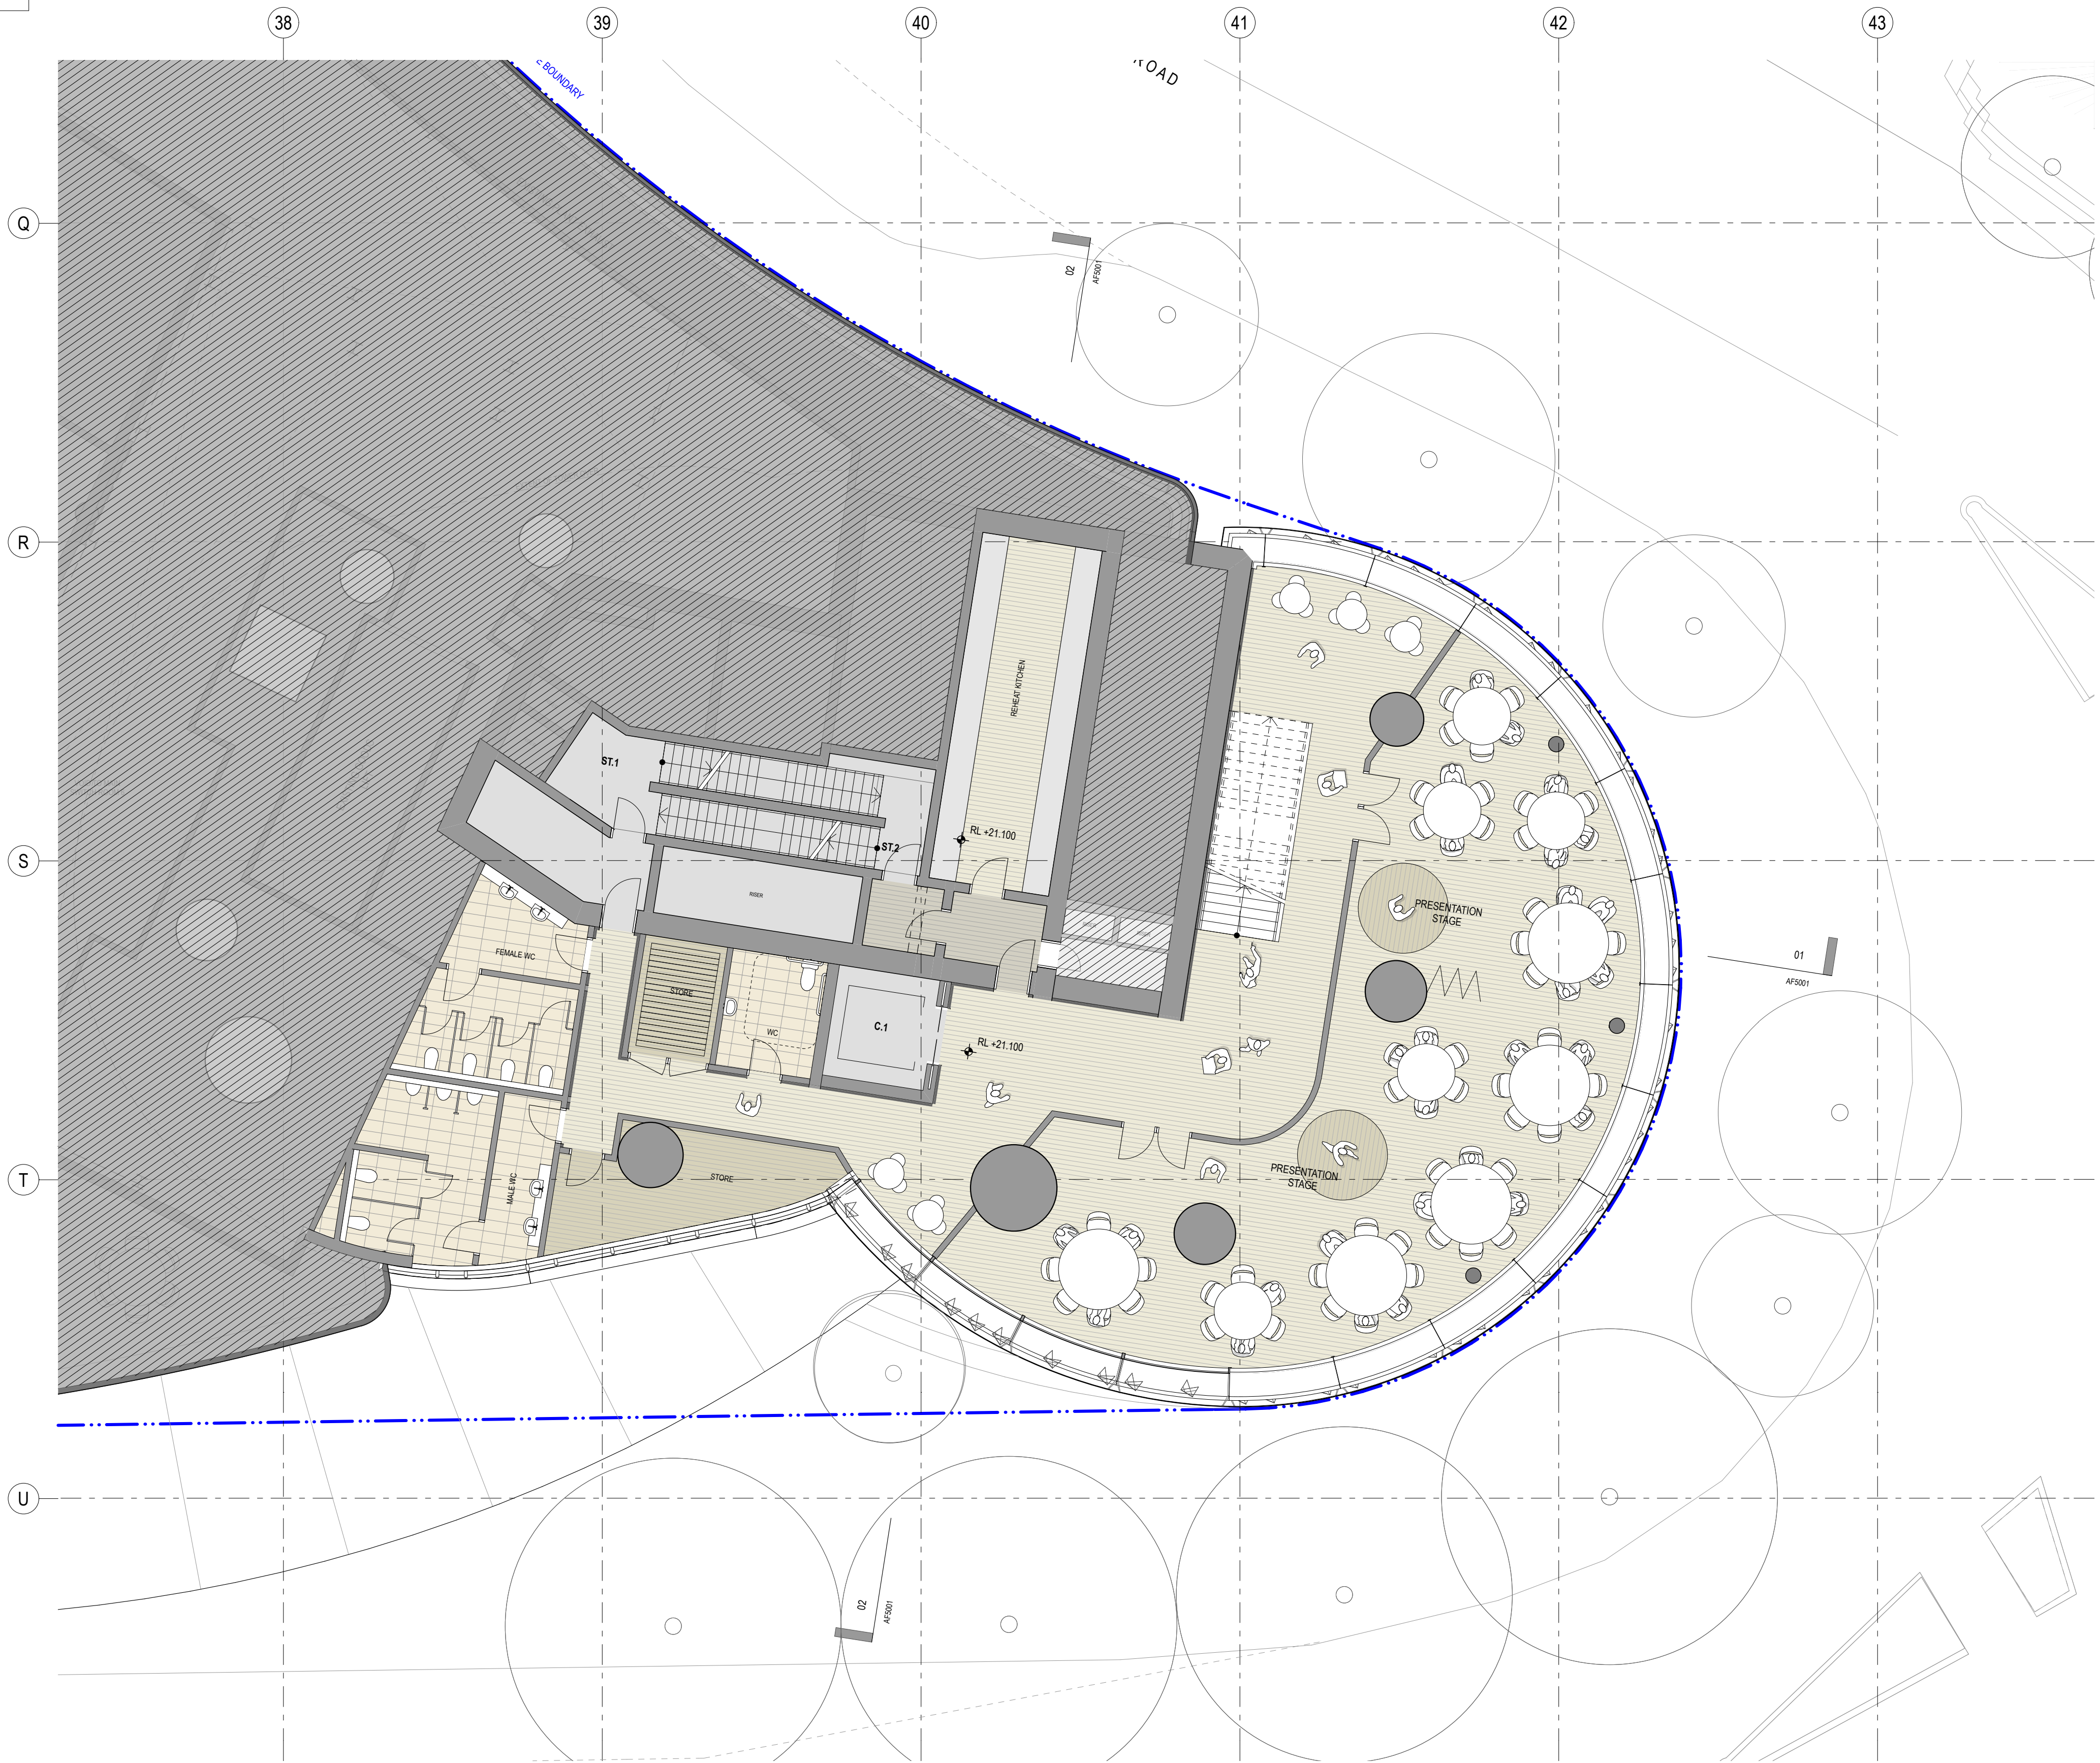 38
39
40
41
42
43
E BOUNDARY
ROAD
Q
02
AF5001
R
REHEAT KITCHEN
ST.1
RL +21.100
ST.2
S
RISER
PRESENTATION
STAGE
FEMALE WC
STORE
WC
C.1
RL +21.100
01
AF5001
PRESENTATION
STAGE
STORE
MALE WC
T
U
02
AF5001